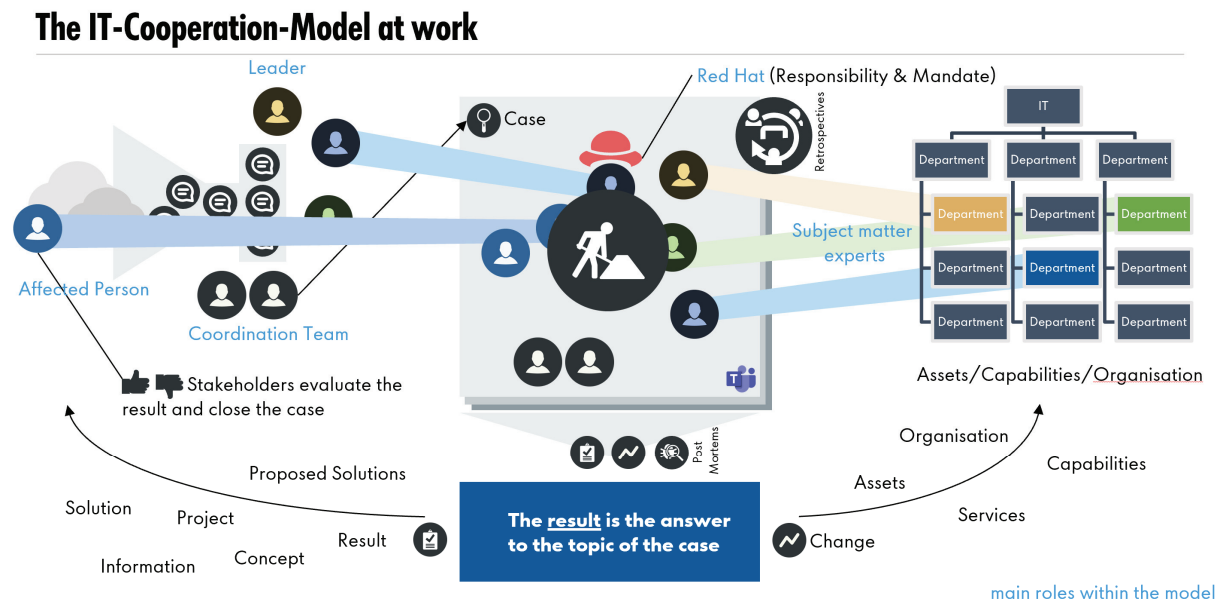 The IT-Cooperation-Model at work
Leader
Red Hat (Responsibility & Mandate)
Case
Retrospectives
IT
Department
Department
Department
Department
Department
Department
Subject matter
experts
Department
Department
Department
Affected Person
Department
Department
Department
Coordination Team
T
Stakeholders evaluate the
result and close the case
Assets/Capabilities/Organisation
Post
Mortems
Organisation
Capabilities
Proposed Solutions
Assets
Solution
Project
Services
The result is the answer
to the topic of the case
Result
Change
Concept
Information
main roles within the model